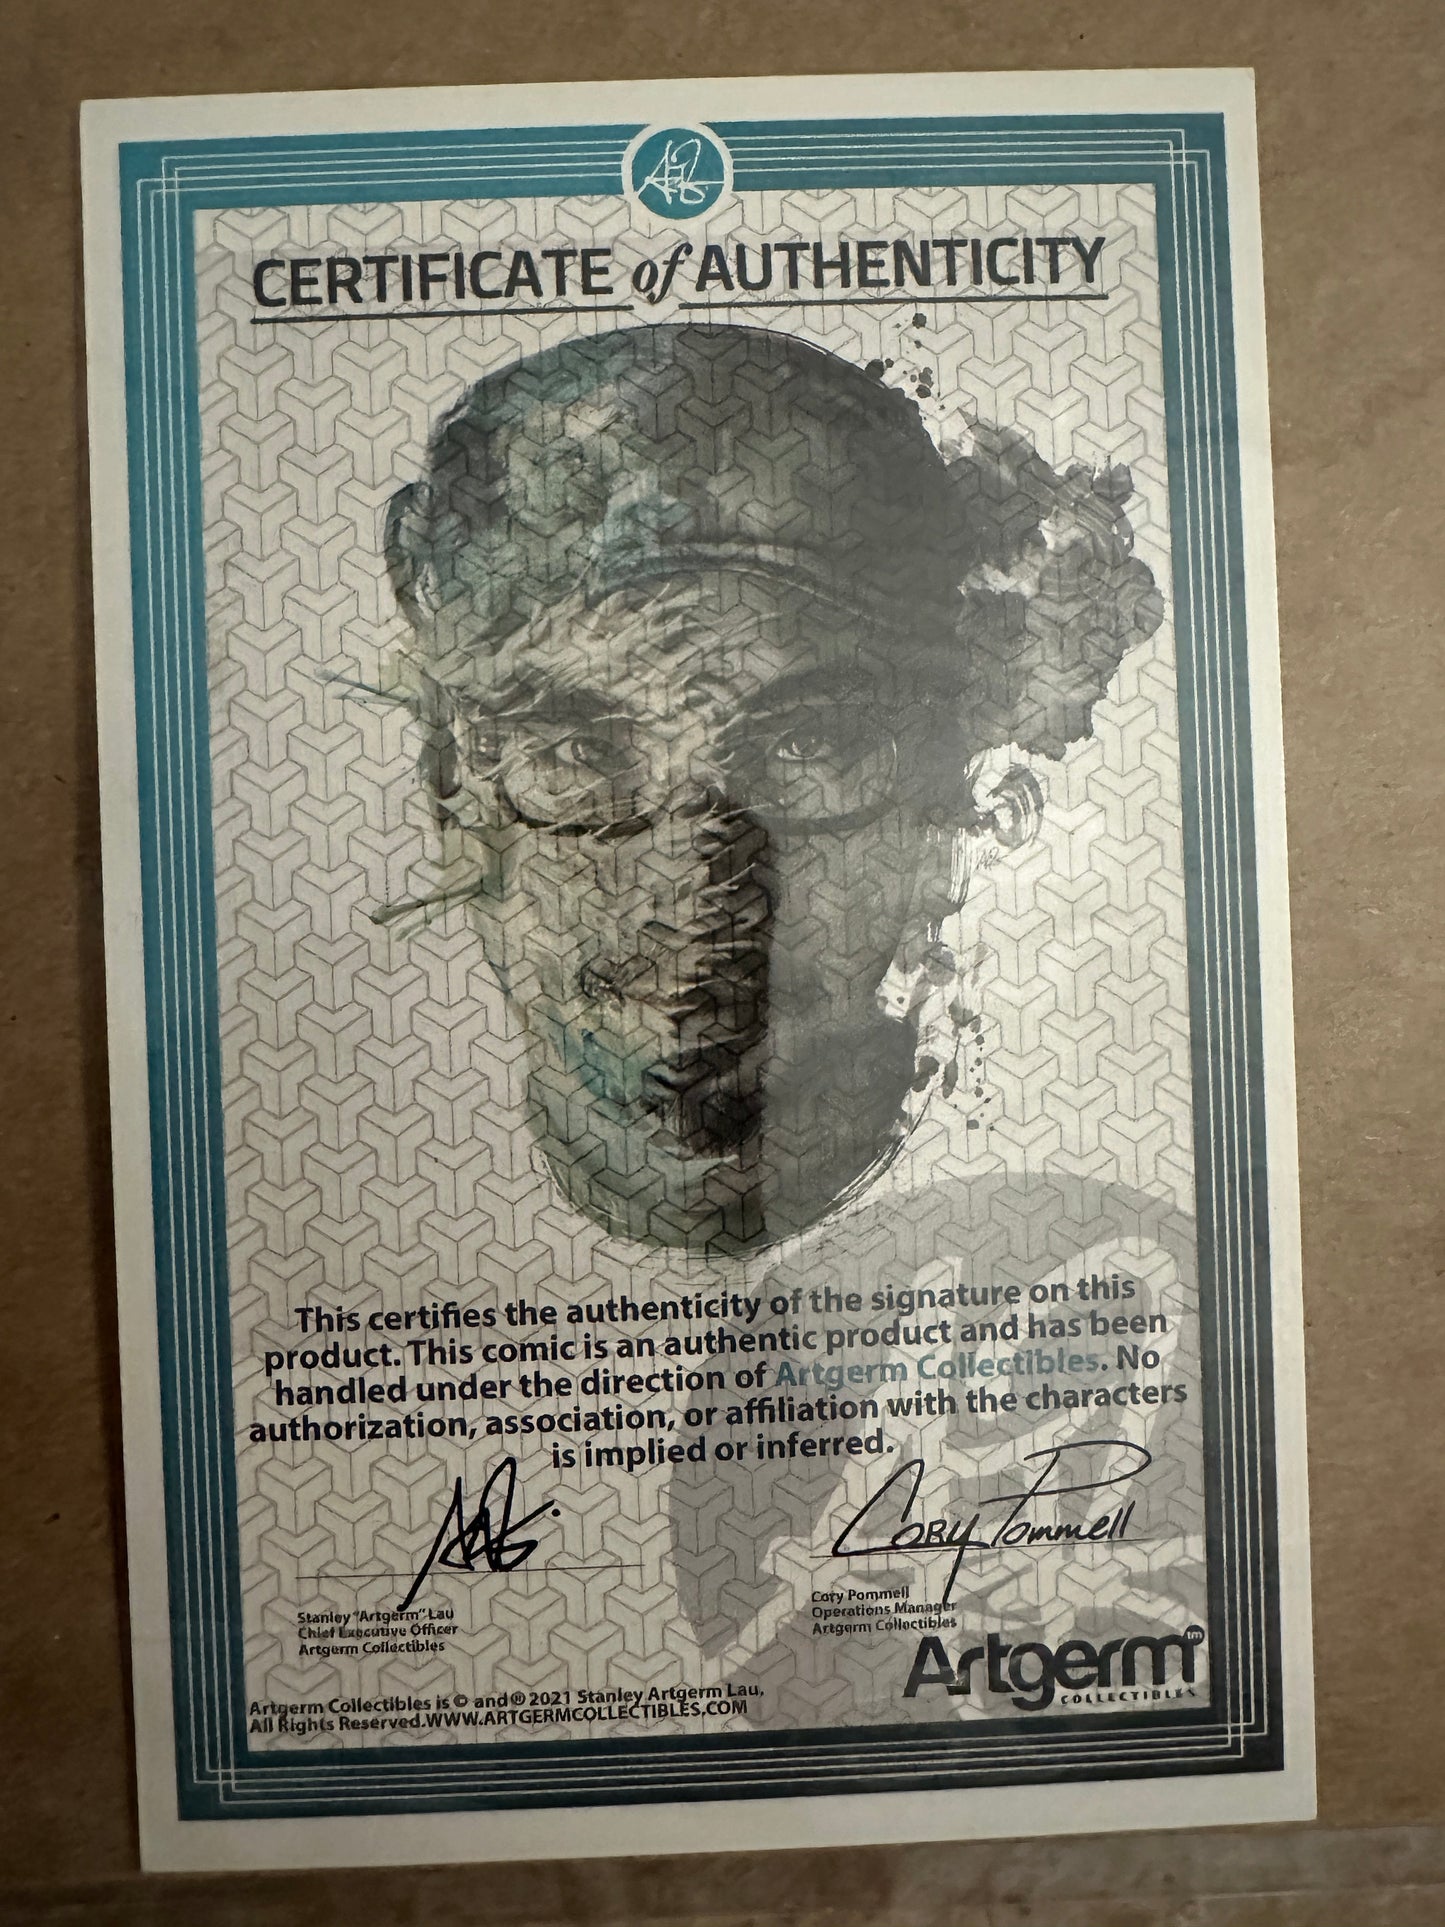 CERTIFICATE of AUTHENTICITY
This certifies the authenticity of the signature on this
product. This comic is an authentic product and has been
handled under the direction of Artgerm Collectibles. No
authorization, association, or affiliation with the characters
is implied or inferred.
Cory Pommell
Stanley "Artgerm" Lau
Chief Executive Officer
Artgerm Collectibles
Cory Pommell
Operations Manager
Artgerm Collectibles
Artgerm tm
COLLECTIBLES
Artgerm Collectibles is © and ® 2021 Stanley Artgerm Lau,
All Rights Reserved.WWW.ARTGERMCOLLECTIBLES.COM